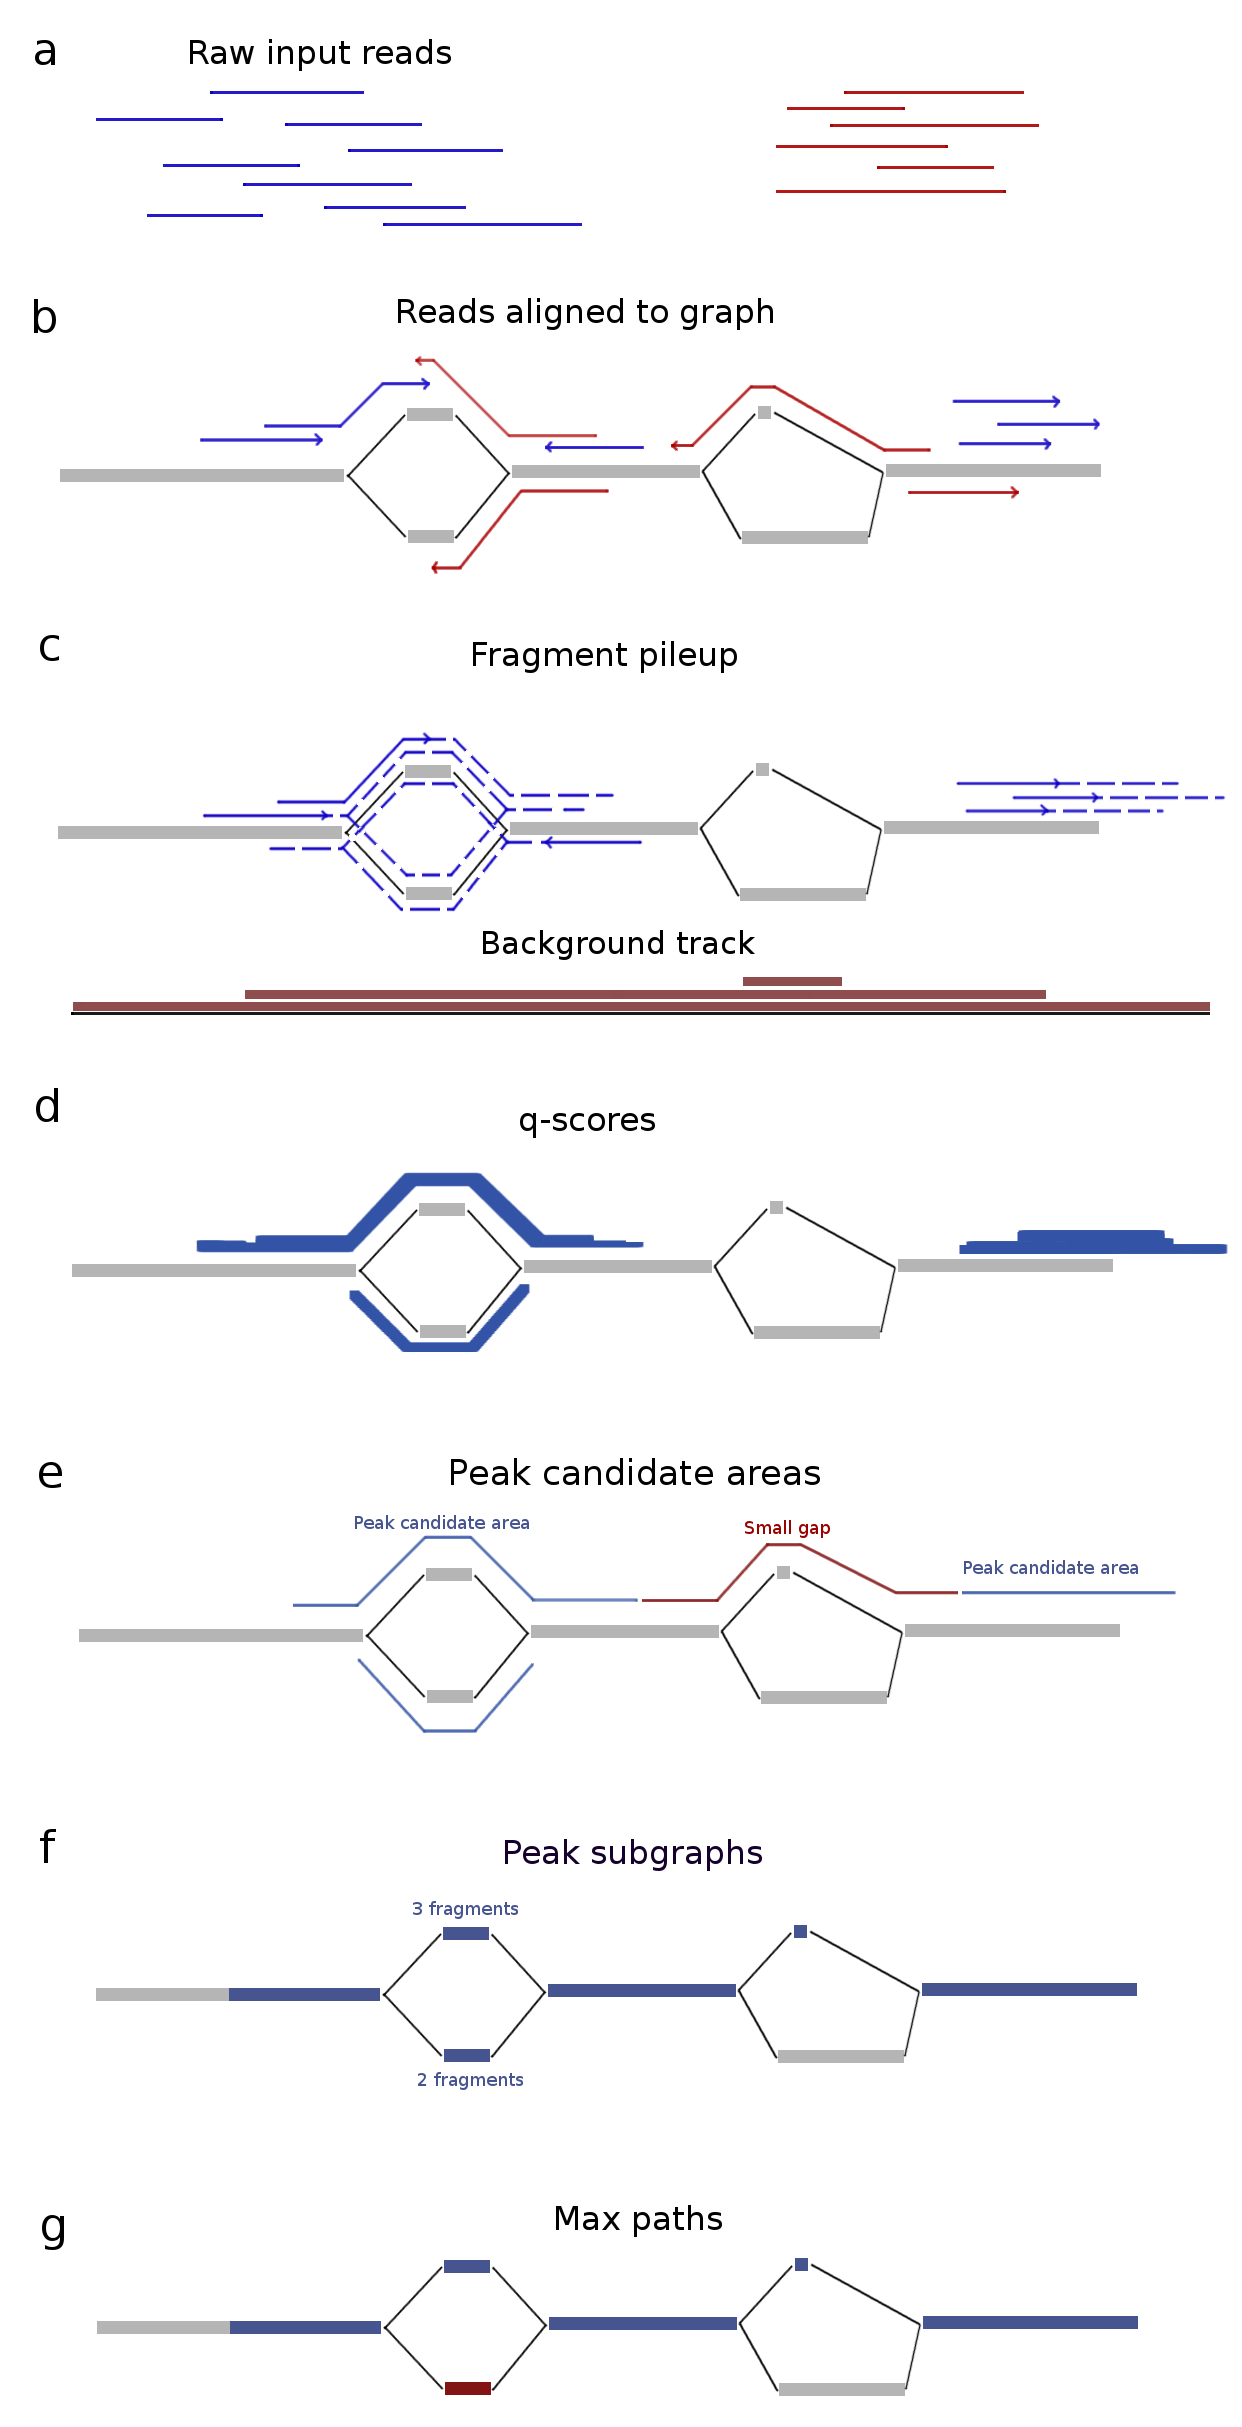 a
Raw input reads
b
Reads aligned to graph
c
Fragment pileup
Background track
d
q-scores
e
Peak candidate areas
Peak candidate area
Small gap
Peak candidate area
f
Peak subgraphs
3 fragments
2 fragments
g
Max paths